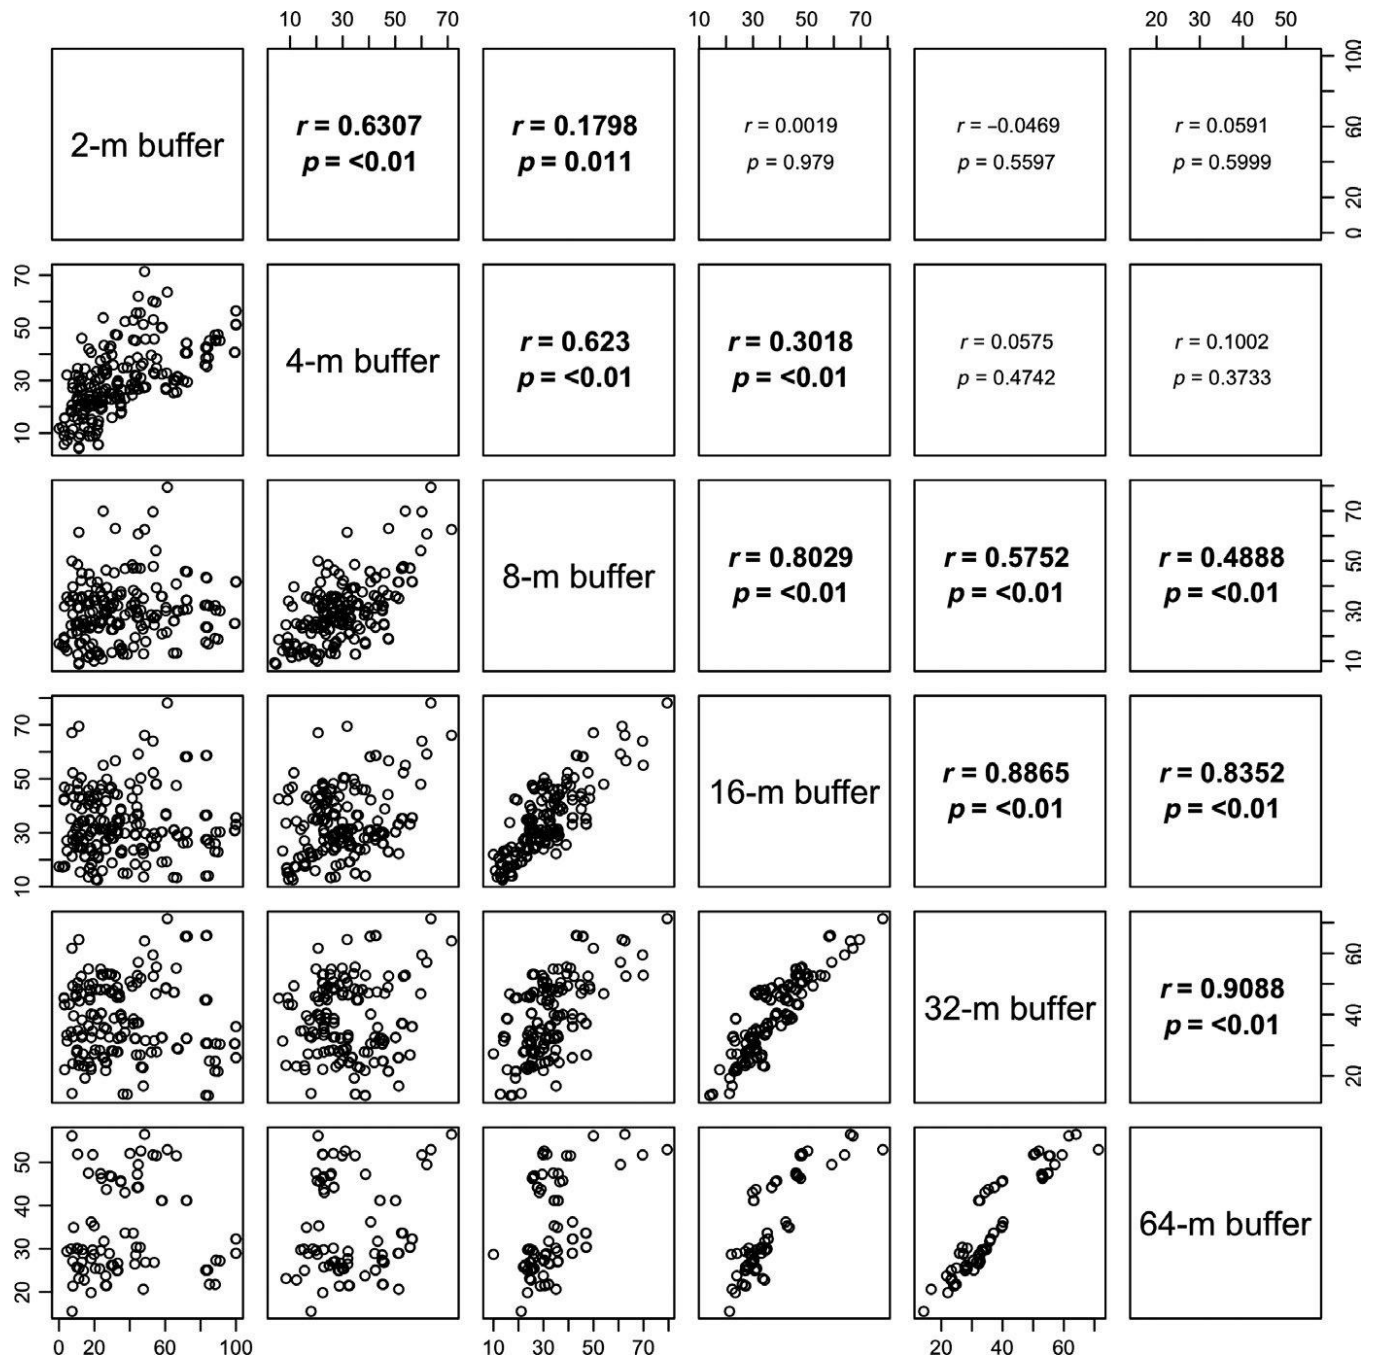 10 30 50 70 10 30 50 70 20 30 40 50
2-m buffer
r = 0.6307
p = <0.01
r = 0.1798
p = 0.011
r = 0.0019
p = 0.979
r = –0.0469
p = 0.5597
r = 0.0591
p = 0.5999
100
60
20
0
70
50
30
10
4-m buffer
r = 0.623
p = <0.01
r = 0.3018
p = <0.01
r = 0.0575
p = 0.4742
r = 0.1002
p = 0.3733
8-m buffer
r = 0.8029
p = <0.01
r = 0.5752
p = <0.01
r = 0.4888
p = <0.01
70
50
30
10
70
50
30
10
16-m buffer
r = 0.8865
p = <0.01
r = 0.8352
p = <0.01
32-m buffer
r = 0.9088
p = <0.01
60
40
20
50
40
30
20
64-m buffer
0 20 60 100 10 30 50 70 20 40 60